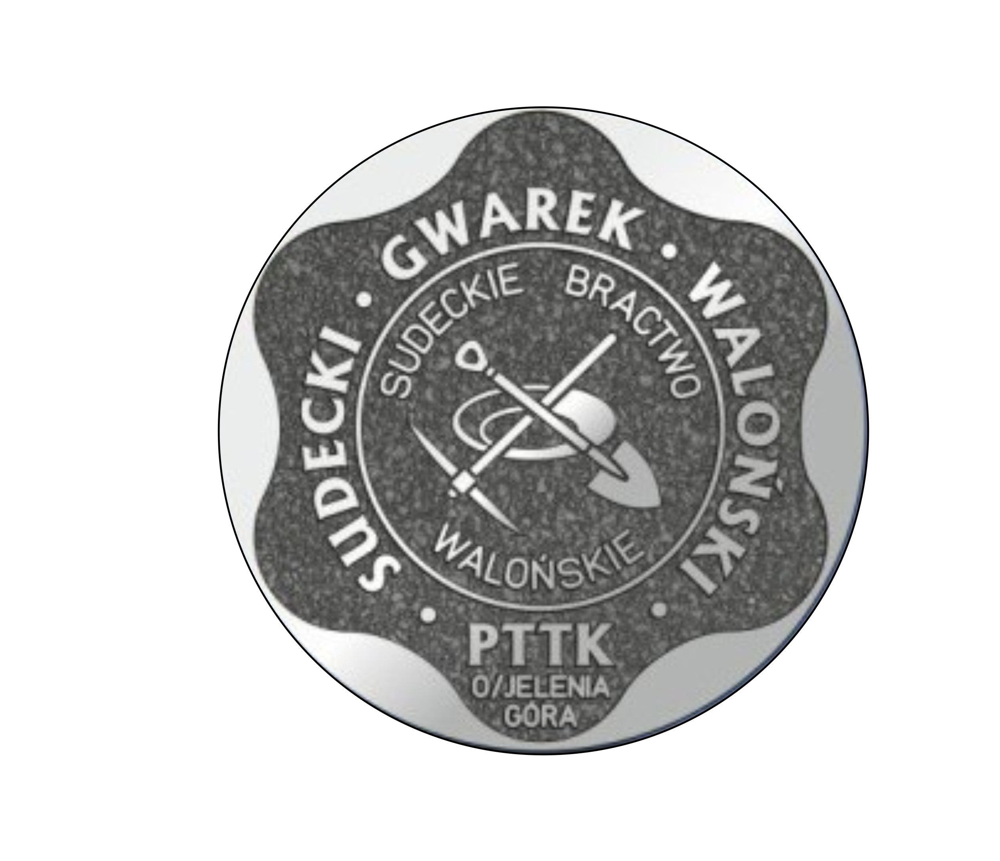 SUDECKI • GWAREK • WALOŃSKI
• PTTK •
O/JELENIA
GÓRA
SUDECKIE BRACTWO
WALOŃSKIE